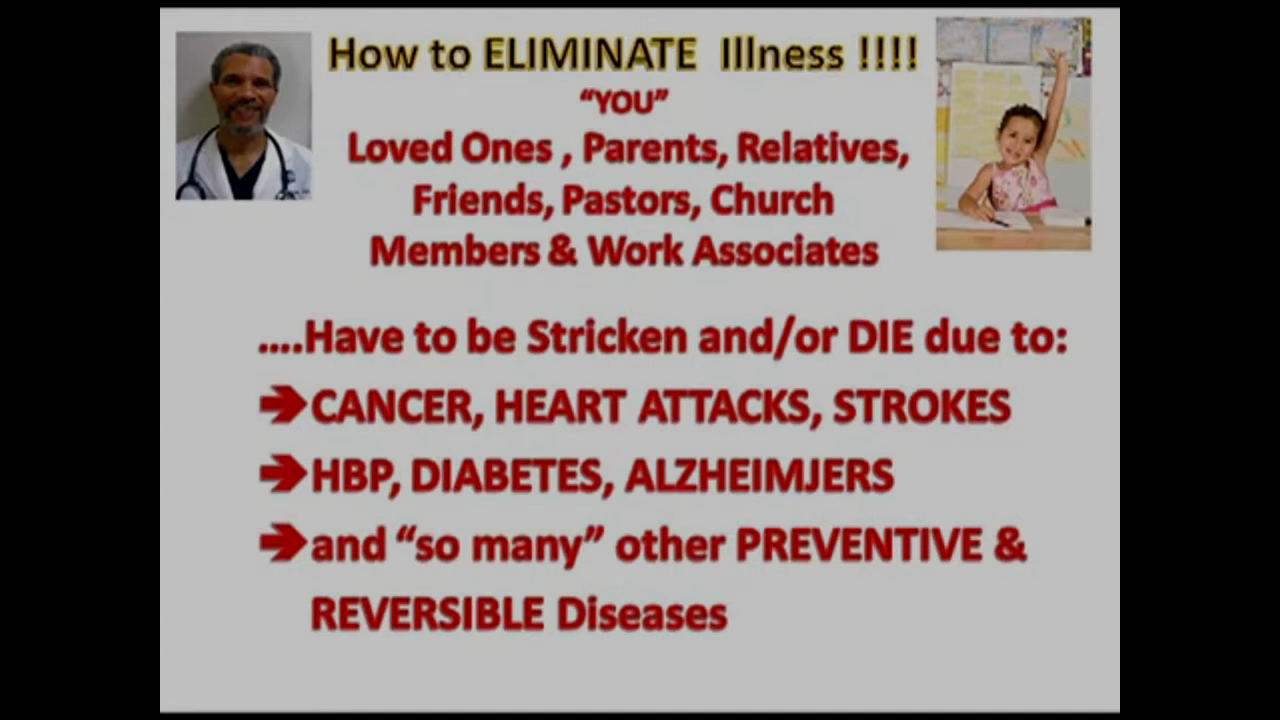 How to ELIMINATE Illness !!!!
“YOU”
Loved Ones , Parents, Relatives,
Friends, Pastors, Church
Members & Work Associates
....Have to be Stricken and/or DIE due to:
➔CANCER, HEART ATTACKS, STROKES
➔HBP, DIABETES, ALZHEIMJERS
➔and “so many” other PREVENTIVE &
REVERSIBLE Diseases